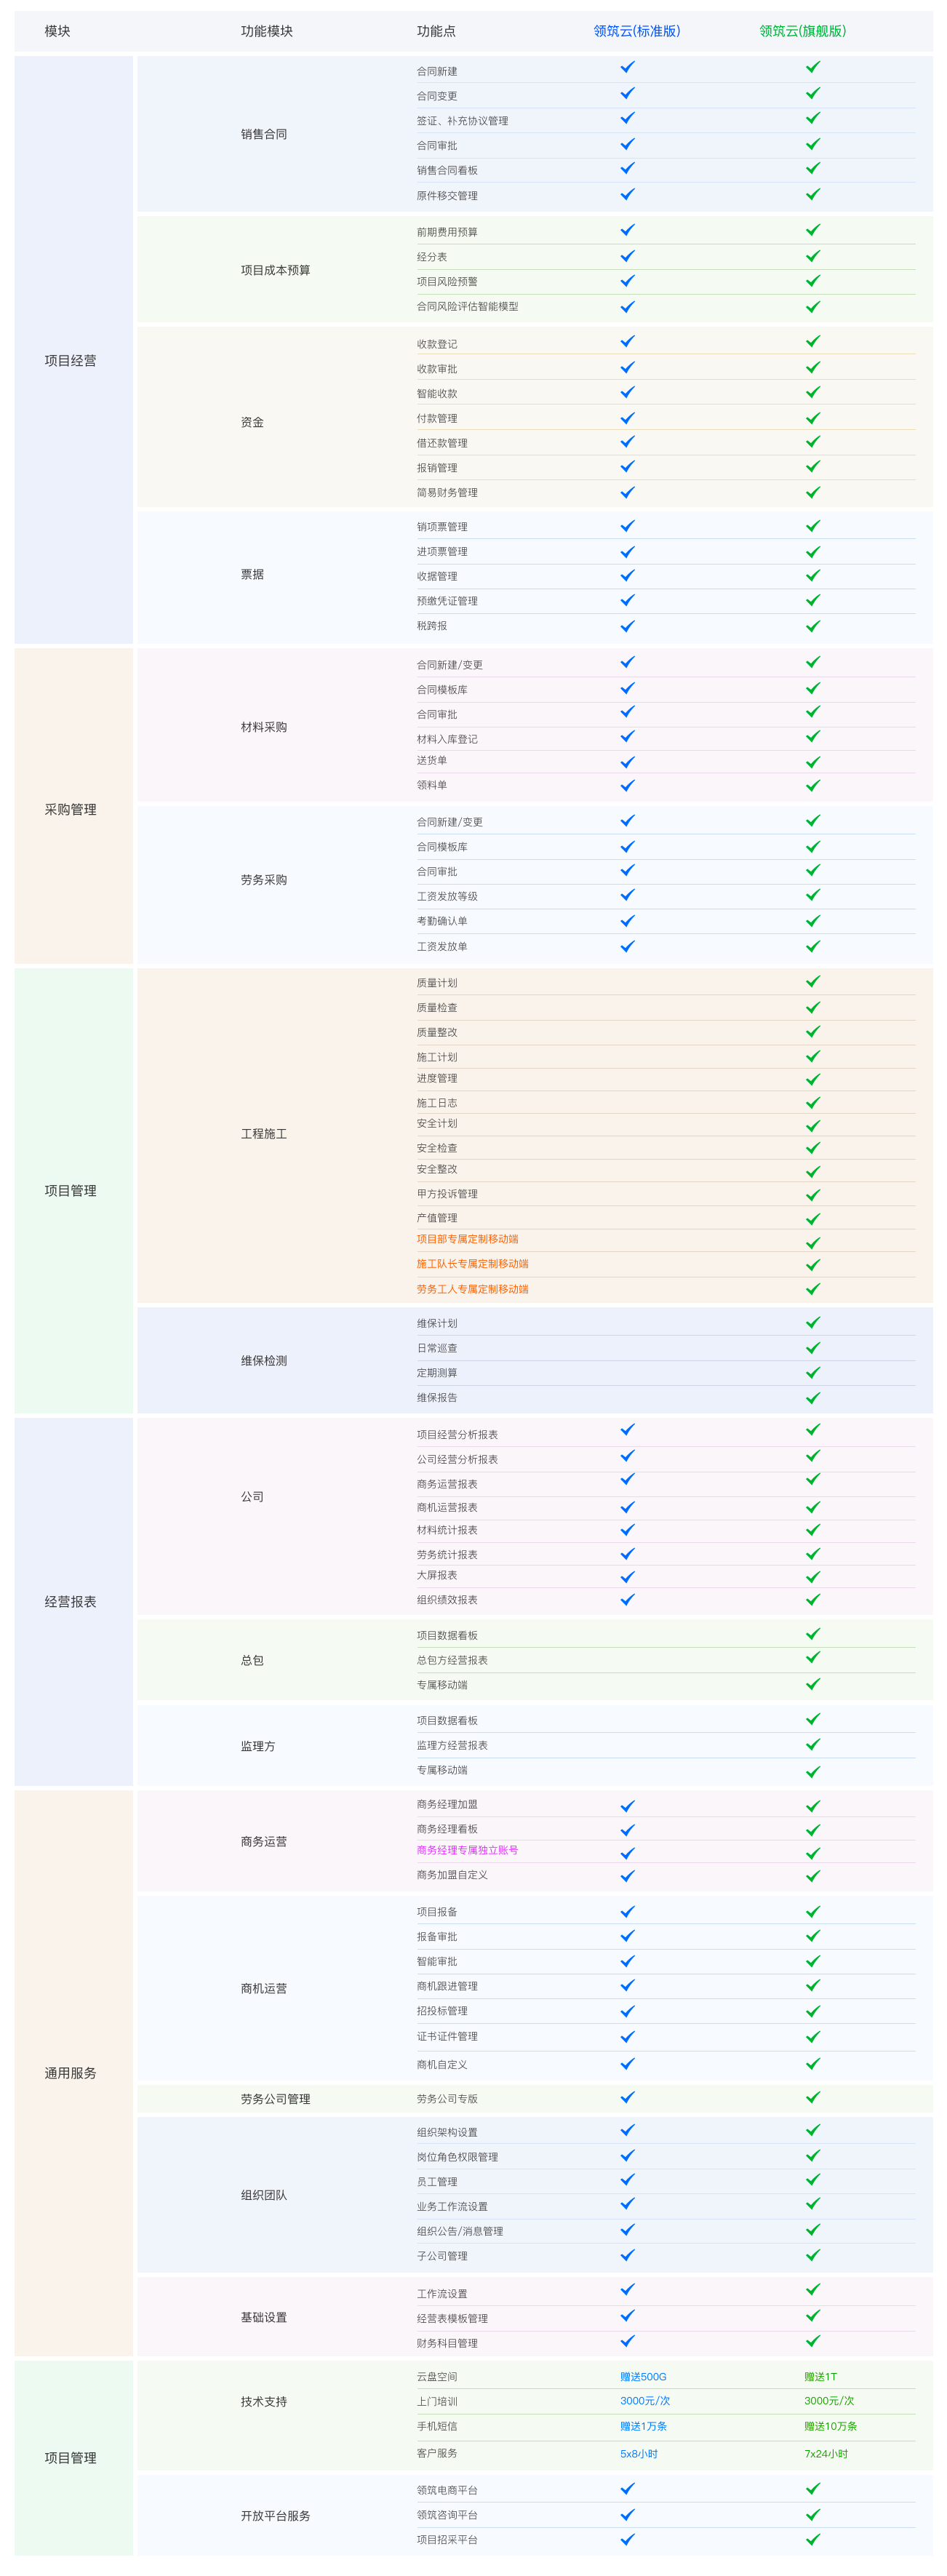 模块 功能模块 功能点 领筑云(标准版) 领筑云(旗舰版)
项目经营
销售合同
合同新建
合同变更
签证、补充协议管理
合同审批
销售合同看板
原件移交管理
项目成本预算
前期费用预算
经分表
项目风险预警
合同风险评估智能模型
资金
收款登记
收款审批
智能收款
付款管理
借还款管理
报销管理
简易财务管理
票据
销项票管理
进项票管理
收据管理
预缴凭证管理
税跨报
采购管理
材料采购
合同新建/变更
合同模板库
合同审批
材料入库登记
送货单
领料单
劳务采购
合同新建/变更
合同模板库
合同审批
工资发放等级
考勤确认单
工资发放单
项目管理
工程施工
质量计划
质量检查
质量整改
施工计划
进度管理
施工日志
安全计划
安全检查
安全整改
甲方投诉管理
产值管理
项目部专属定制移动端
施工队长专属定制移动端
劳务工人专属定制移动端
维保检测
维保计划
日常巡查
定期测算
维保报告
经营报表
公司
项目经营分析报表
公司经营分析报表
商务运营报表
商机运营报表
材料统计报表
劳务统计报表
大屏报表
组织绩效报表
总包
项目数据看板
总包方经营报表
专属移动端
监理方
项目数据看板
监理方经营报表
专属移动端
通用服务
商务运营
商务经理加盟
商务经理看板
商务经理专属独立账号
商务加盟自定义
商机运营
项目报备
报备审批
智能审批
商机跟进管理
招投标管理
证书证件管理
商机自定义
劳务公司管理
劳务公司专版
组织团队
组织架构设置
岗位角色权限管理
员工管理
业务工作流设置
组织公告/消息管理
子公司管理
基础设置
工作流设置
经营表模板管理
财务科目管理
项目管理
技术支持
云盘空间 赠送500G 赠送1T
上门培训 3000元/次 3000元/次
手机短信 赠送1万条 赠送10万条
客户服务 5x8小时 7x24小时
开放平台服务
领筑电商平台
领筑咨询平台
项目招采平台